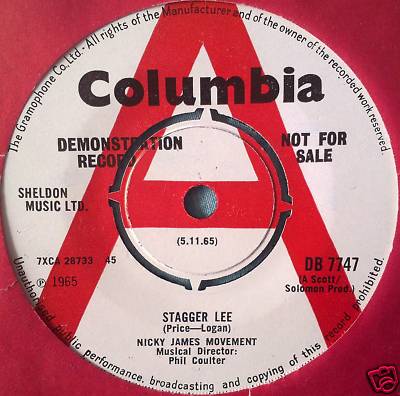 The Gramophone Co. Ltd. - All rights of the Manufacturer and of the owner of the recorded work reserved.
Columbia
DEMONSTRATION
RECORD
NOT FOR
SALE
SHELDON
MUSIC LTD.
(5.11.65)
7XCA 28733 45
℗ 1965
DB 7747
(A Scott/
Solomon Prod.)
STAGGER LEE
(Price—Logan)
NICKY JAMES MOVEMENT
Musical Director:
Phil Coulter
Unauthorised public performance, broadcasting and copying of this record prohibited.